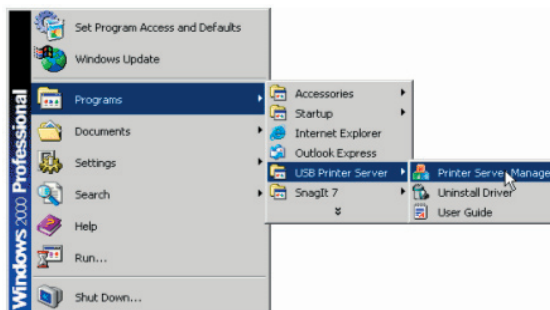 Windows 2000 Professional
Set Program Access and Defaults
Windows Update
Programs
Documents
Settings
Search
Help
Run...
Shut Down...
Accessories
Startup
Internet Explorer
Outlook Express
USB Printer Server
SnagIt 7
Printer Server Manage
Uninstall Driver
User Guide